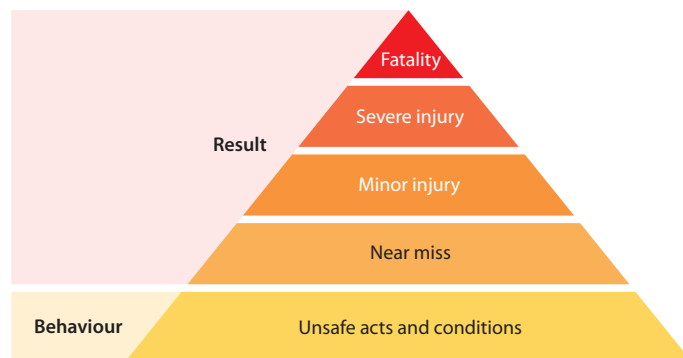 Fatality
Severe injury
Result
Minor injury
Near miss
Behaviour
Unsafe acts and conditions